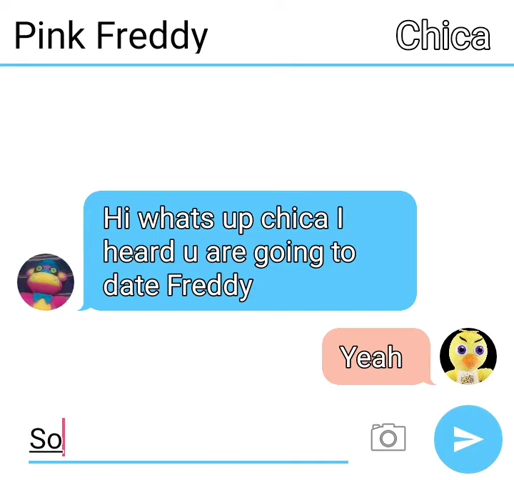 Pink Freddy
Chica
Hi whats up chica I
heard u are going to
date Freddy
Yeah
So